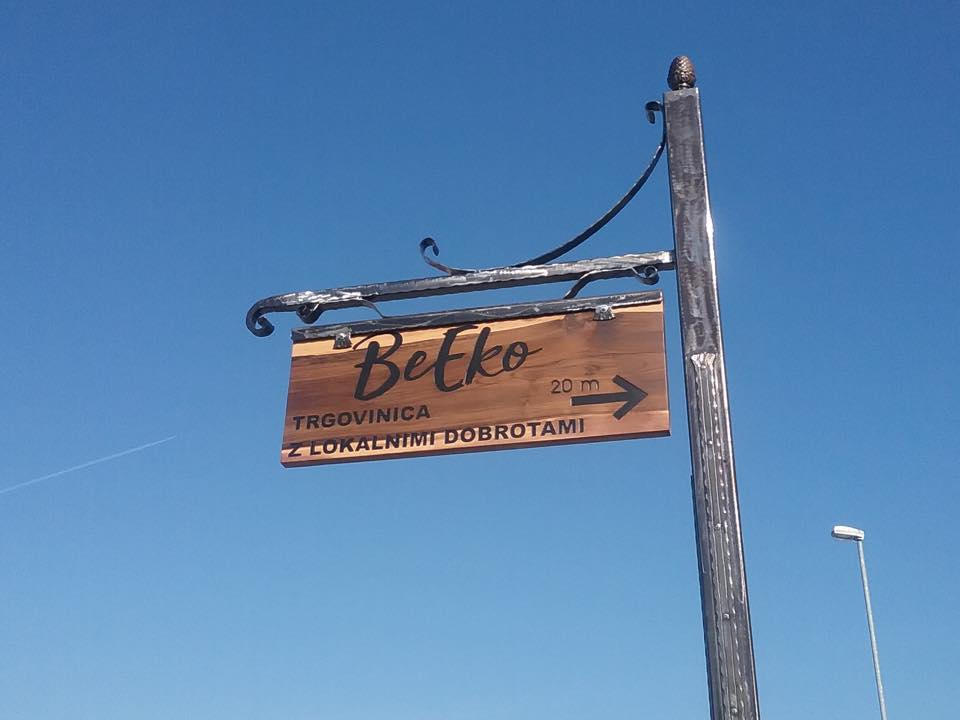 BeEko
20 m
TRGOVINICA
Z LOKALNIMI DOBROTAMI